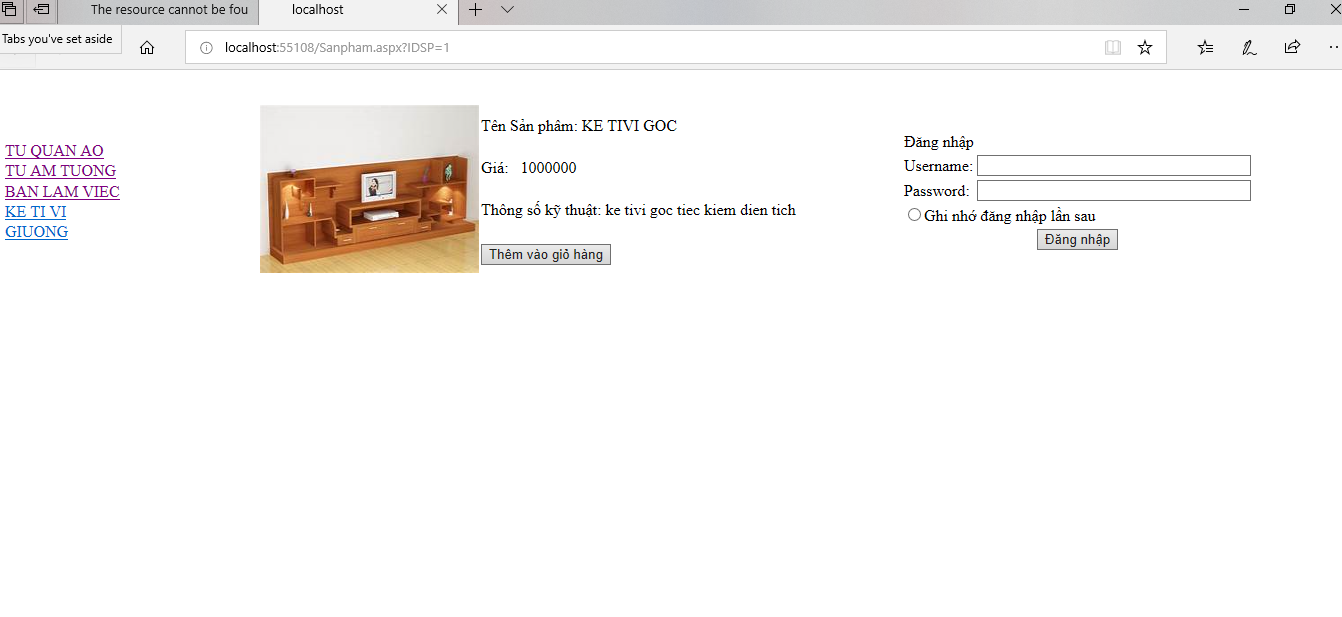 The resource cannot be fou
localhost
Tabs you've set aside
localhost:55108/Sanpham.aspx?IDSP=1
TU QUAN AO
TU AM TUONG
BAN LAM VIEC
KE TI VI
GIUONG
Tên Sản phâm: KE TIVI GOC
Giá: 1000000
Thông số kỹ thuật: ke tivi goc tiec kiem dien tich
Thêm vào giỏ hàng
Đăng nhập
Username:
Password:
Ghi nhớ đăng nhập lần sau
Đăng nhập